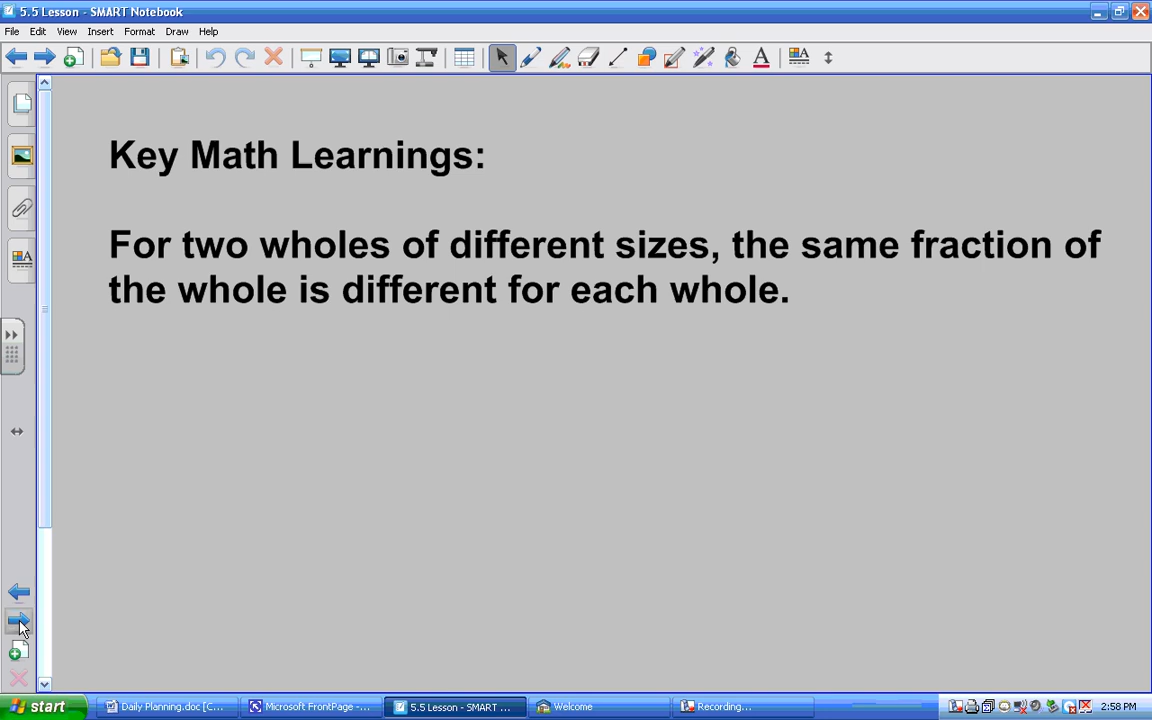 5.5 Lesson - SMART Notebook
File Edit View Insert Format Draw Help
Key Math Learnings:
For two wholes of different sizes, the same fraction of
the whole is different for each whole.
start Daily Planning.doc [C... Microsoft FrontPage -... 5.5 Lesson - SMART ... Welcome Recording... 2:58 PM